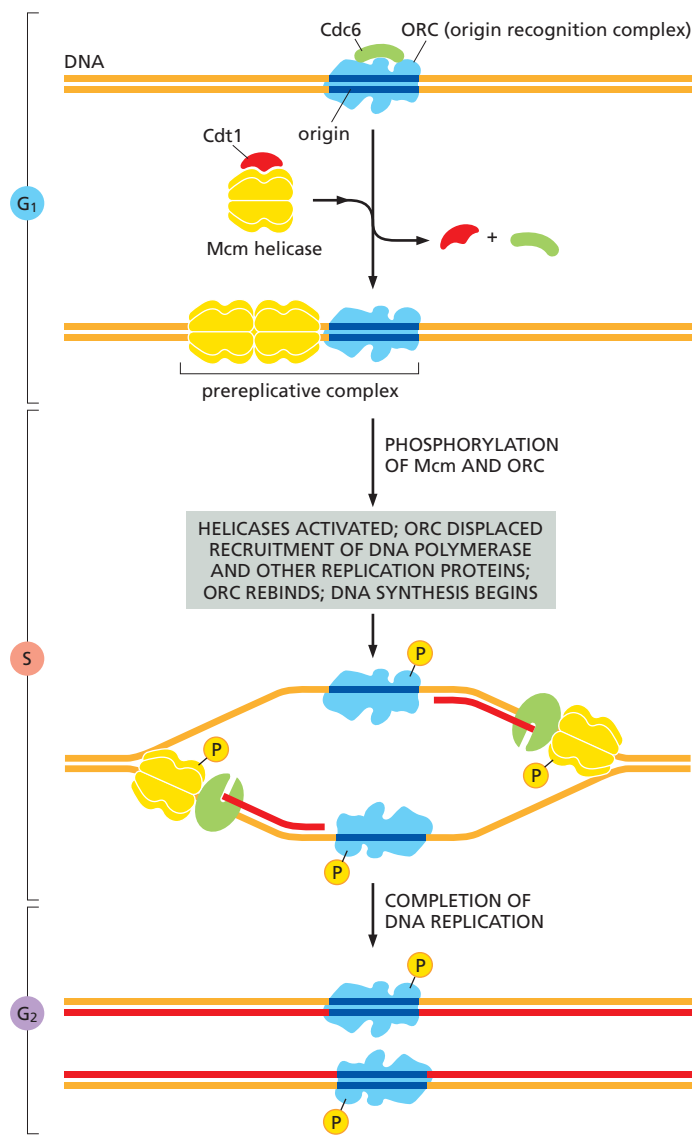 Cdc6
ORC (origin recognition complex)
DNA
origin
Cdt1
G1
Mcm helicase
+
prereplicative complex
PHOSPHORYLATION
OF Mcm AND ORC
HELICASES ACTIVATED; ORC DISPLACED
RECRUITMENT OF DNA POLYMERASE
AND OTHER REPLICATION PROTEINS;
ORC REBINDS; DNA SYNTHESIS BEGINS
S
P
P
P
P
COMPLETION OF
DNA REPLICATION
P
G2
P